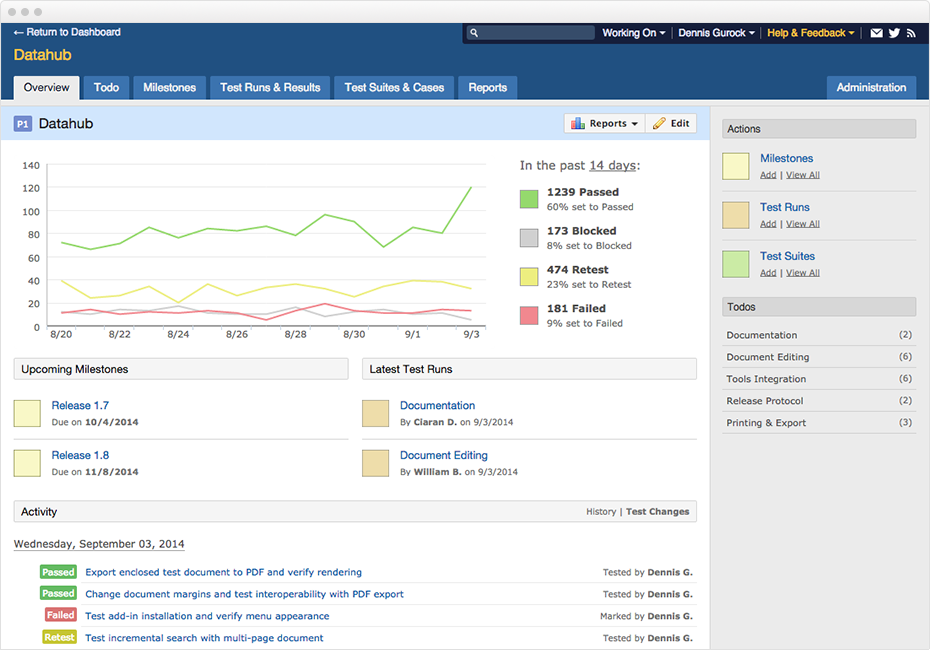 ← Return to Dashboard
Working On
Dennis Gurock
Help & Feedback
Datahub
Overview
Todo
Milestones
Test Runs & Results
Test Suites & Cases
Reports
Administration
P1 Datahub
Reports
Edit
140
120
100
80
60
40
20
0
8/20 8/22 8/24 8/26 8/28 8/30 9/1 9/3
In the past 14 days:
1239 Passed
60% set to Passed
173 Blocked
8% set to Blocked
474 Retest
23% set to Retest
181 Failed
9% set to Failed
Upcoming Milestones
Release 1.7
Due on 10/4/2014
Release 1.8
Due on 11/8/2014
Latest Test Runs
Documentation
By Ciaran D. on 9/3/2014
Document Editing
By William B. on 9/3/2014
Activity
History | Test Changes
Wednesday, September 03, 2014
Passed Export enclosed test document to PDF and verify rendering Tested by Dennis G.
Passed Change document margins and test interoperability with PDF export Tested by Dennis G.
Failed Test add-in installation and verify menu appearance Marked by Dennis G.
Retest Test incremental search with multi-page document Tested by Dennis G.
Actions
Milestones
Add | View All
Test Runs
Add | View All
Test Suites
Add | View All
Todos
Documentation (2)
Document Editing (6)
Tools Integration (6)
Release Protocol (2)
Printing & Export (3)